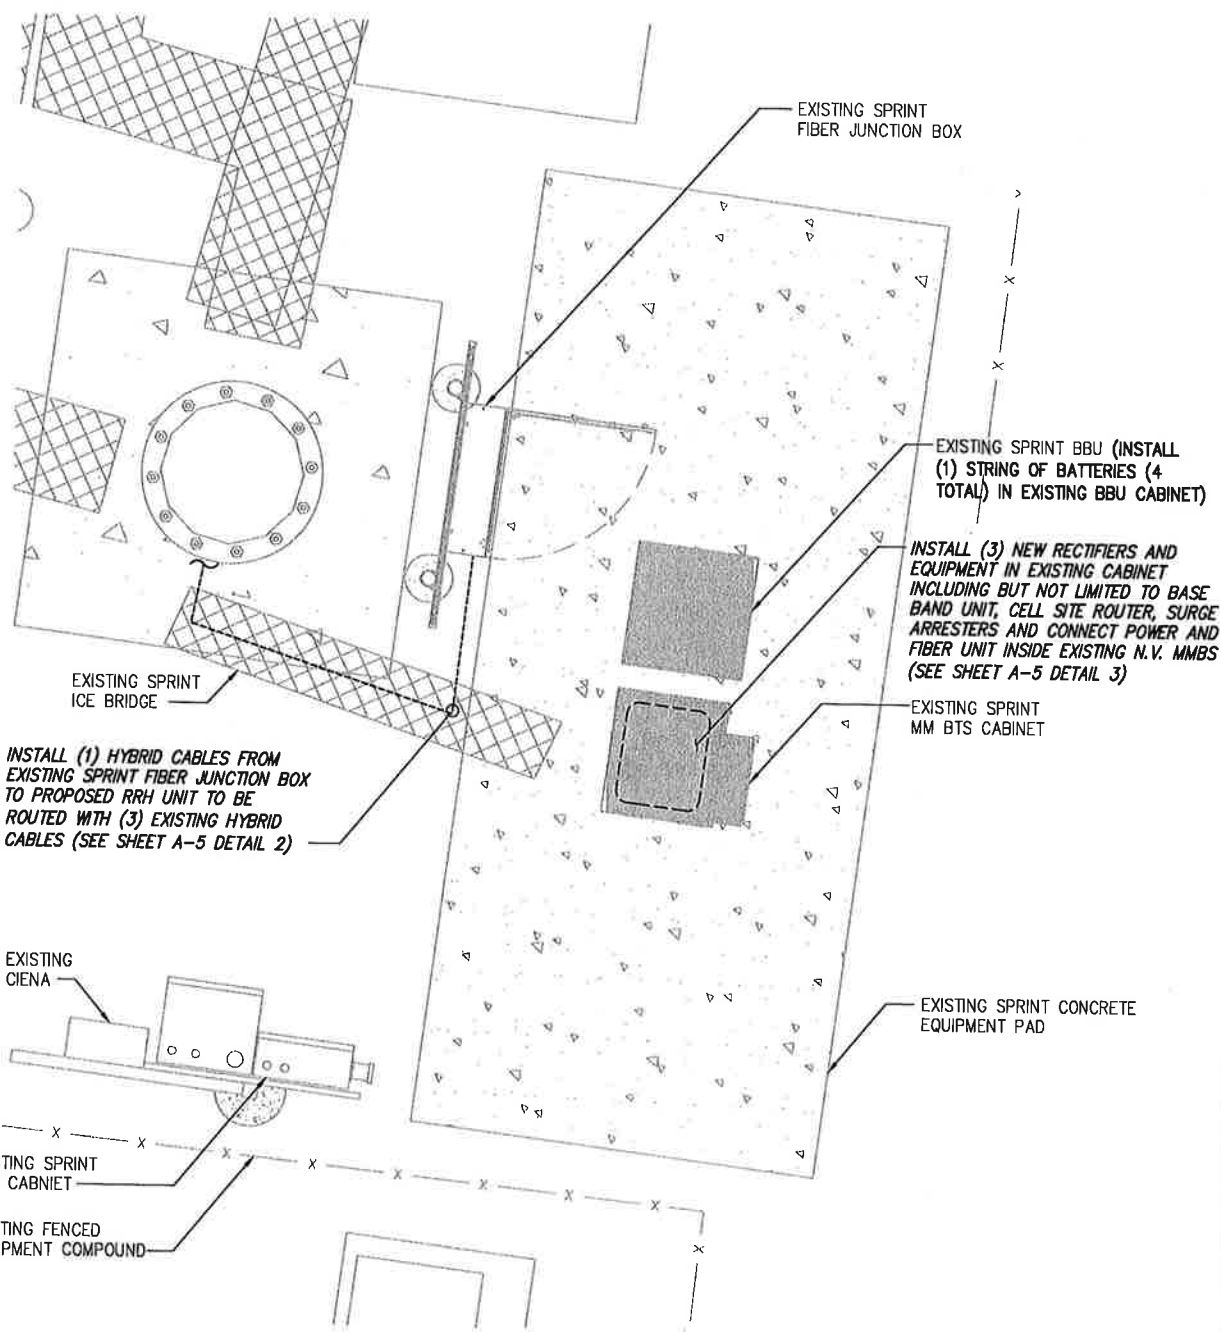 EXISTING SPRINT
FIBER JUNCTION BOX
EXISTING SPRINT BBU (INSTALL
(1) STRING OF BATTERIES (4
TOTAL) IN EXISTING BBU CABINET)
INSTALL (3) NEW RECTIFIERS AND
EQUIPMENT IN EXISTING CABINET
INCLUDING BUT NOT LIMITED TO BASE
BAND UNIT, CELL SITE ROUTER, SURGE
ARRESTERS AND CONNECT POWER AND
FIBER UNIT INSIDE EXISTING N.V. MMBS
(SEE SHEET A-5 DETAIL 3)
EXISTING SPRINT
ICE BRIDGE
EXISTING SPRINT
MM BTS CABINET
INSTALL (1) HYBRID CABLES FROM
EXISTING SPRINT FIBER JUNCTION BOX
TO PROPOSED RRH UNIT TO BE
ROUTED WITH (3) EXISTING HYBRID
CABLES (SEE SHEET A-5 DETAIL 2)
EXISTING
CIENA
EXISTING SPRINT CONCRETE
EQUIPMENT PAD
TING SPRINT
CABNIET
TING FENCED
PMENT COMPOUND